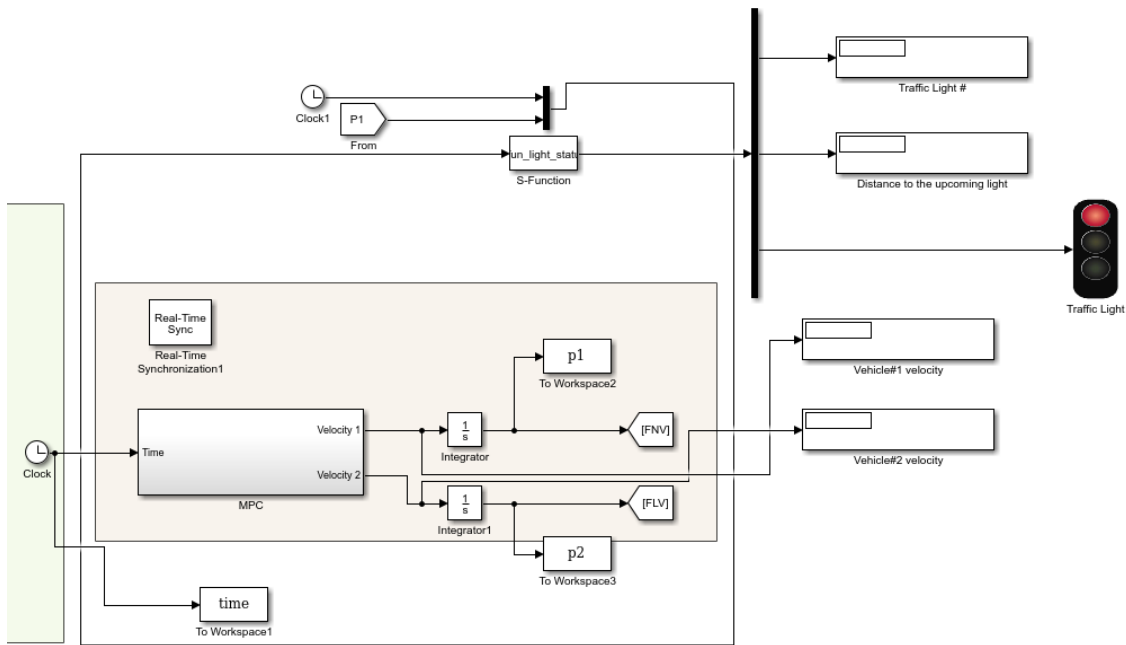 Traffic Light #
Clock1
P1
From
un_light_statu
S-Function
Distance to the upcoming light
Traffic Light
Real-Time
Sync
Real-Time
Synchronization1
p1
To Workspace2
Vehicle#1 velocity
Velocity 1
1
s
Integrator
[FNV]
Clock
Time
Velocity 2
MPC
Vehicle#2 velocity
1
s
Integrator1
[FLV]
p2
To Workspace3
time
To Workspace1